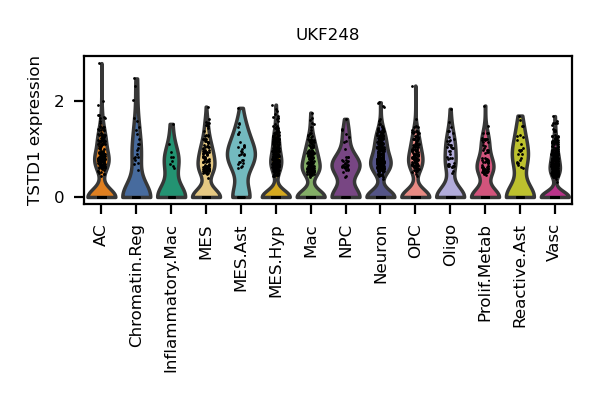 UKF248
TSTD1 expression
2
0
AC
Chromatin.Reg
Inflammatory.Mac
MES
MES.Ast
MES.Hyp
Mac
NPC
Neuron
OPC
Oligo
Prolif.Metab
Reactive.Ast
Vasc